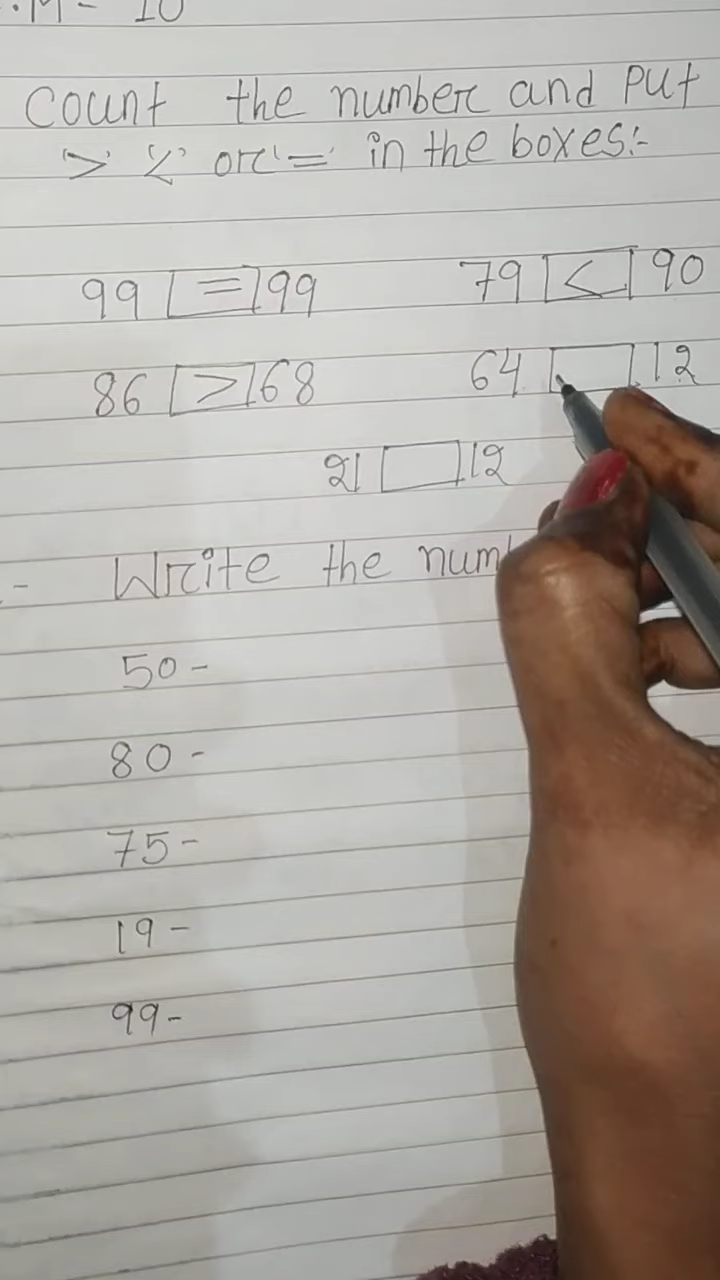 .M - 10
Count the number and put
'>' '<' or '=' in the boxes:-
99 = 99 79 < 90
86 > 68 64 12
21 12
- Write the
50 -
80 -
75 -
19 -
99 -